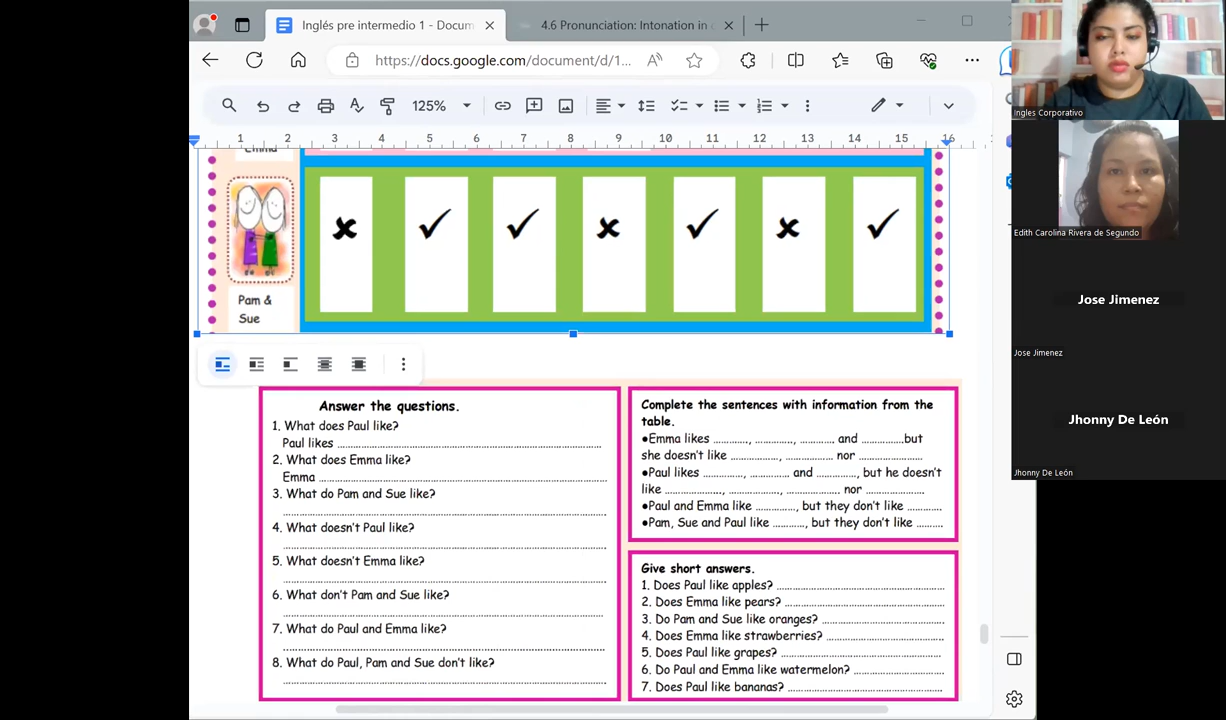 Inglés pre intermedio 1 - Docum
4.6 Pronunciation: Intonation in
https://docs.google.com/document/d/1...
125%
1 2 3 4 5 6 7 8 9 10 11 12 13 14 15 16
Emma
Pam &
Sue
Answer the questions.
1. What does Paul like?
Paul likes ..........................................................
2. What does Emma like?
Emma ................................................................
3. What do Pam and Sue like?
................................................................
4. What doesn't Paul like?
................................................................
5. What doesn't Emma like?
................................................................
6. What don't Pam and Sue like?
................................................................
7. What do Paul and Emma like?
................................................................
8. What do Paul, Pam and Sue don't like?
................................................................
Complete the sentences with information from the
table.
●Emma likes ..........., ..........., ........... and .............but
she doesn't like ..............., .............. nor ....................
●Paul likes ............, ............ and ............, but he doesn't
like ................, ................, ................ nor ..................
●Paul and Emma like ............, but they don't like ...........
●Pam, Sue and Paul like ..........., but they don't like .........
Give short answers.
1. Does Paul like apples? ....................................................
2. Does Emma like pears? ..................................................
3. Do Pam and Sue like oranges? ......................................
4. Does Emma like strawberries? .....................................
5. Does Paul like grapes? ..................................................
6. Do Paul and Emma like watermelon? ...........................
7. Does Paul like bananas? ................................................
Ingles Corporativo
Edith Carolina Rivera de Segundo
Jose Jimenez
Jose Jimenez
Jhonny De León
Jhonny De León